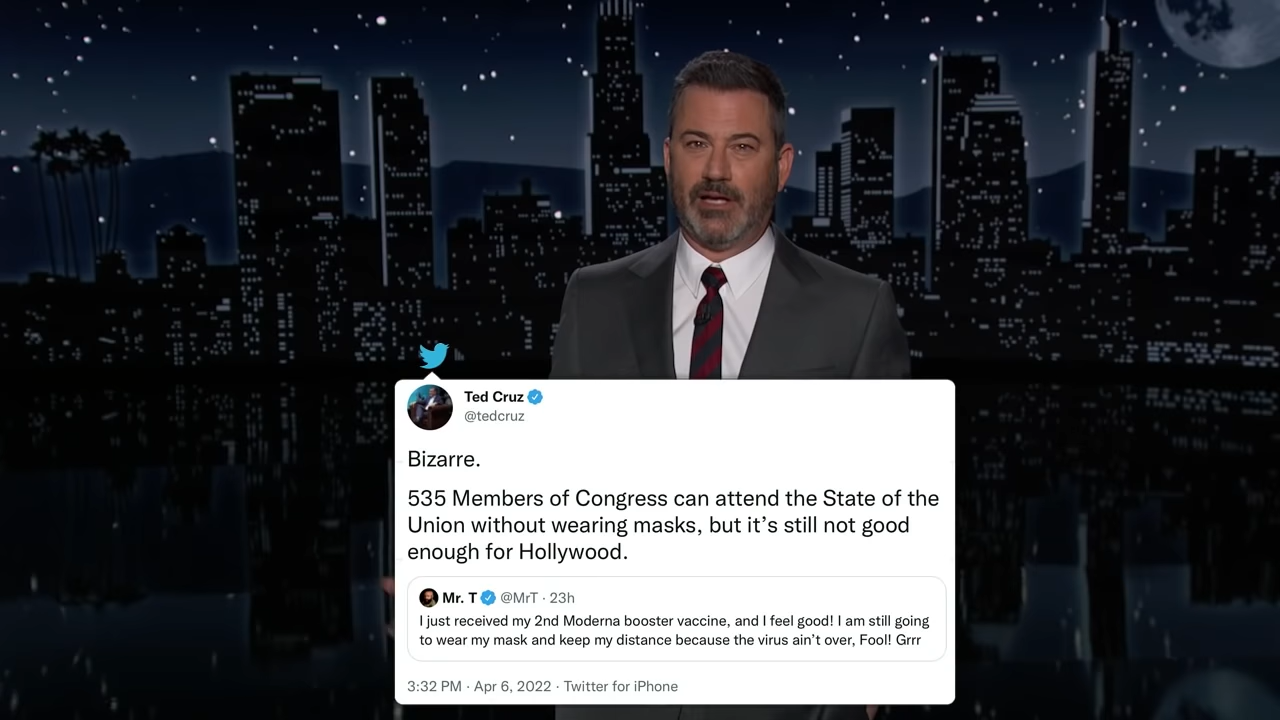 Ted Cruz
@tedcruz
Bizarre.
535 Members of Congress can attend the State of the
Union without wearing masks, but it's still not good
enough for Hollywood.
Mr. T @MrT · 23h
I just received my 2nd Moderna booster vaccine, and I feel good! I am still going
to wear my mask and keep my distance because the virus ain't over, Fool! Grrr
3:32 PM · Apr 6, 2022 · Twitter for iPhone